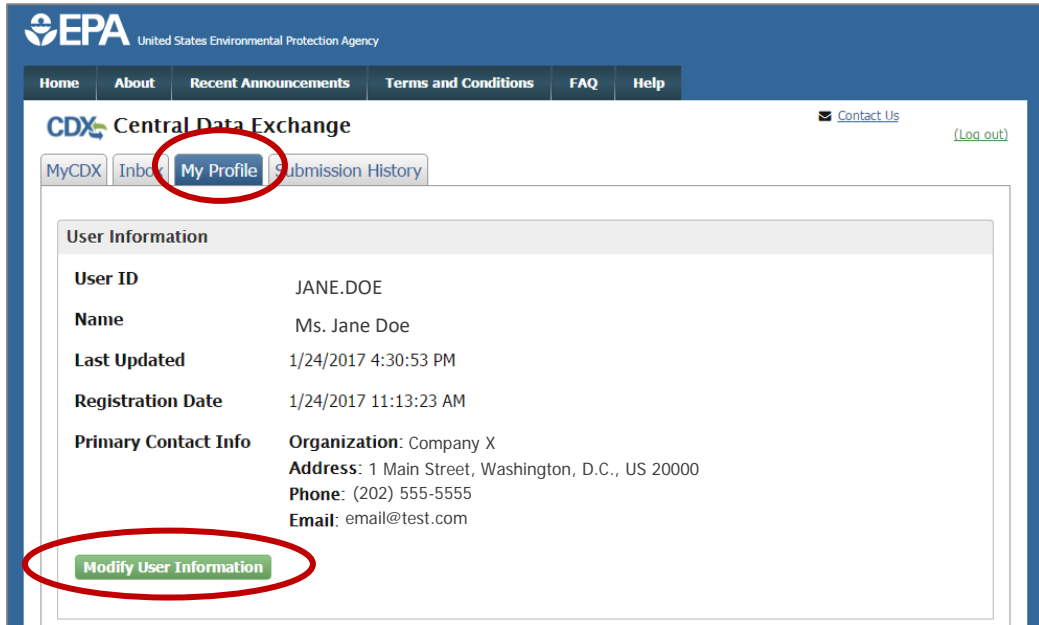 EPA United States Environmental Protection Agency
Home About Recent Announcements Terms and Conditions FAQ Help
CDX Central Data Exchange
Contact Us
(Log out)
MyCDX Inbox My Profile Submission History
User Information
User ID JANE.DOE
Name Ms. Jane Doe
Last Updated 1/24/2017 4:30:53 PM
Registration Date 1/24/2017 11:13:23 AM
Primary Contact Info Organization: Company X
Address: 1 Main Street, Washington, D.C., US 20000
Phone: (202) 555-5555
Email: email@test.com
Modify User Information